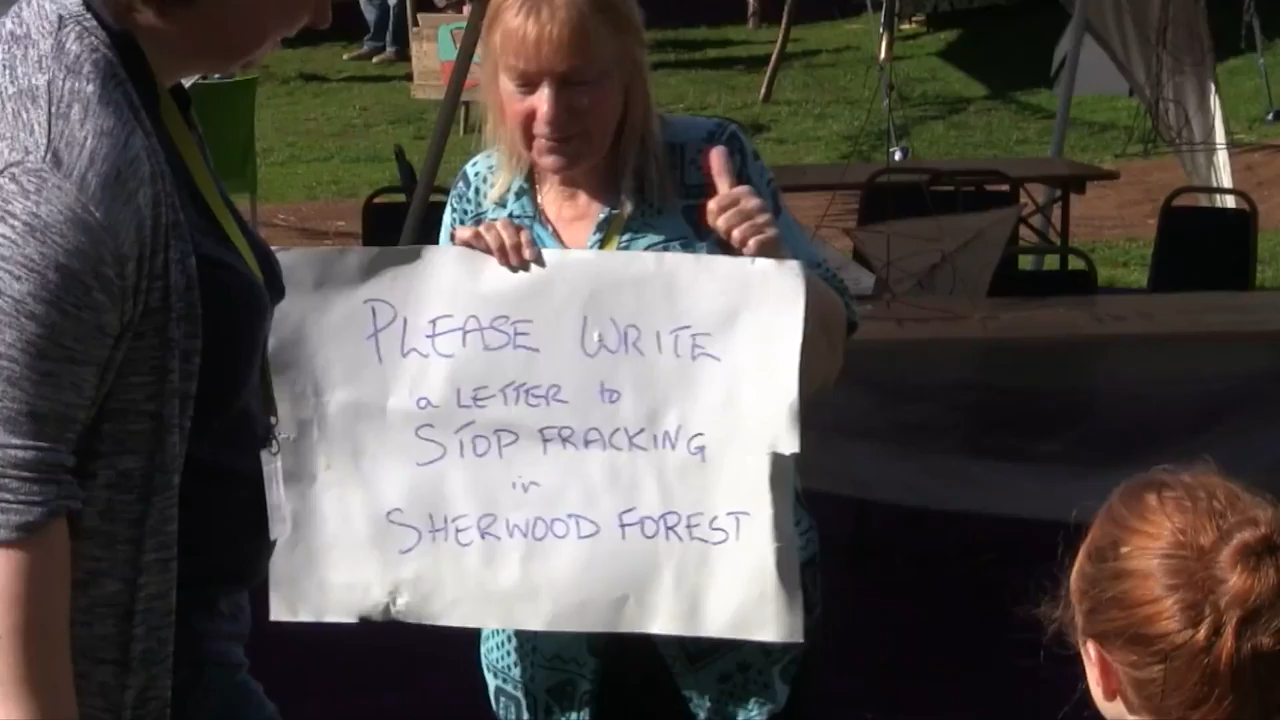 PLEASE WRITE
a LETTER to
STOP FRACKING
in
SHERWOOD FOREST